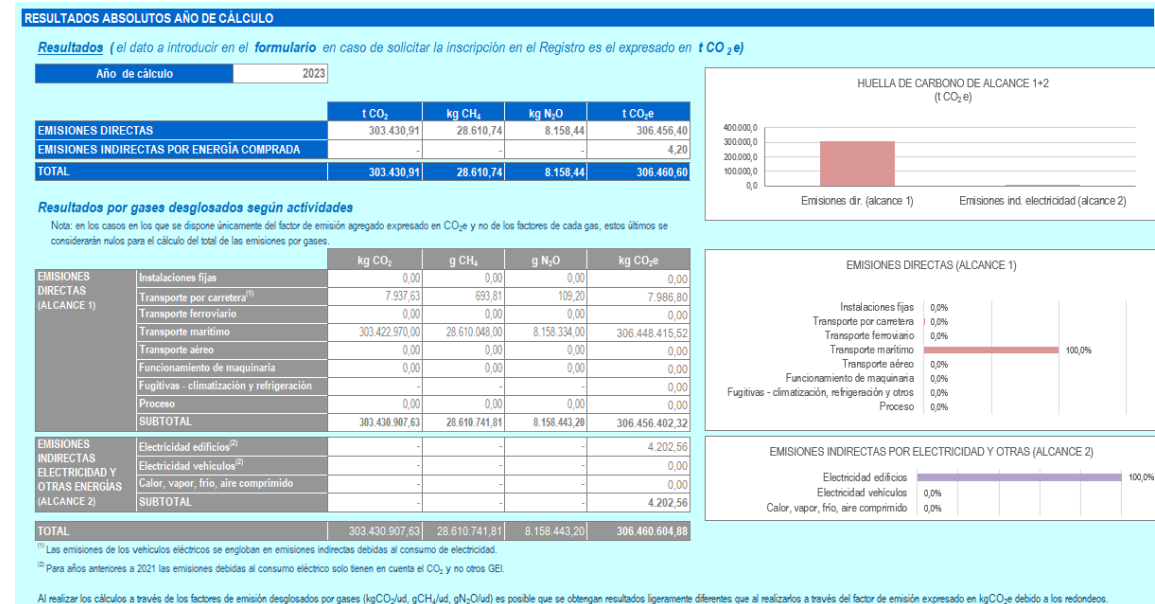 RESULTADOS ABSOLUTOS AÑO DE CÁLCULO
Resultados ( el dato a introducir en el formulario en caso de solicitar la inscripción en el Registro es el expresado en t CO2e)
Año de cálculo 2023
t CO2 kg CH4 kg N2O t CO2e
EMISIONES DIRECTAS 303.430,91 28.610,74 8.158,44 306.456,40
EMISIONES INDIRECTAS POR ENERGÍA COMPRADA - - - 4,20
TOTAL 303.430,91 28.610,74 8.158,44 306.460,60
Resultados por gases desglosados según actividades
Nota: en los casos en los que se dispone únicamente del factor de emisión agregado expresado en CO2e y no de los factores de cada gas, estos últimos se
considerarán nulos para el cálculo del total de las emisiones por gases.
kg CO2 g CH4 g N2O kg CO2e
EMISIONES
DIRECTAS
(ALCANCE 1)
Instalaciones fijas 0,00 0,00 0,00 0,00
Transporte por carretera(1) 7.937,63 693,81 109,20 7.986,80
Transporte ferroviario 0,00 0,00 0,00 0,00
Transporte marítimo 303.422.970,00 28.610.048,00 8.158.334,00 306.448.415,52
Transporte aéreo 0,00 0,00 0,00 0,00
Funcionamiento de maquinaria 0,00 0,00 0,00 0,00
Fugitivas - climatización y refrigeración - - - 0,00
Proceso 0,00 0,00 0,00 0,00
SUBTOTAL 303.430.907,63 28.610.741,81 8.158.443,20 306.456.402,32
EMISIONES
INDIRECTAS
ELECTRICIDAD Y
OTRAS ENERGÍAS
(ALCANCE 2)
Electricidad edificios(2) - - - 4.202,56
Electricidad vehículos(2) - - - 0,00
Calor, vapor, frío, aire comprimido - - - 0,00
SUBTOTAL - - - 4.202,56
TOTAL 303.430.907,63 28.610.741,81 8.158.443,20 306.460.604,88
(1) Las emisiones de los vehículos eléctricos se engloban en emisiones indirectas debidas al consumo de electricidad.
(2) Para años anteriores a 2021 las emisiones debidas al consumo eléctrico solo tienen en cuenta el CO2 y no otros GEI.
Al realizar los cálculos a través de los factores de emisión desglosados por gases (kgCO2/ud, gCH4/ud, gN2O/ud) es posible que se obtengan resultados ligeramente diferentes que al realizarlos a través del factor de emisión expresado en kgCO2e debido a los redondeos.
HUELLA DE CARBONO DE ALCANCE 1+2
(t CO2 e)
400.000,0
300.000,0
200.000,0
100.000,0
0,0
Emisiones dir. (alcance 1) Emisiones ind. electricidad (alcance 2)
EMISIONES DIRECTAS (ALCANCE 1)
Instalaciones fijas 0,0%
Transporte por carretera 0,0%
Transporte ferroviario 0,0%
Transporte marítimo 100,0%
Transporte aéreo 0,0%
Funcionamiento de maquinaria 0,0%
Fugitivas - climatización, refrigeración y otros 0,0%
Proceso 0,0%
EMISIONES INDIRECTAS POR ELECTRICIDAD Y OTRAS (ALCANCE 2)
Electricidad edificios 100,0%
Electricidad vehículos 0,0%
Calor, vapor, frío, aire comprimido 0,0%